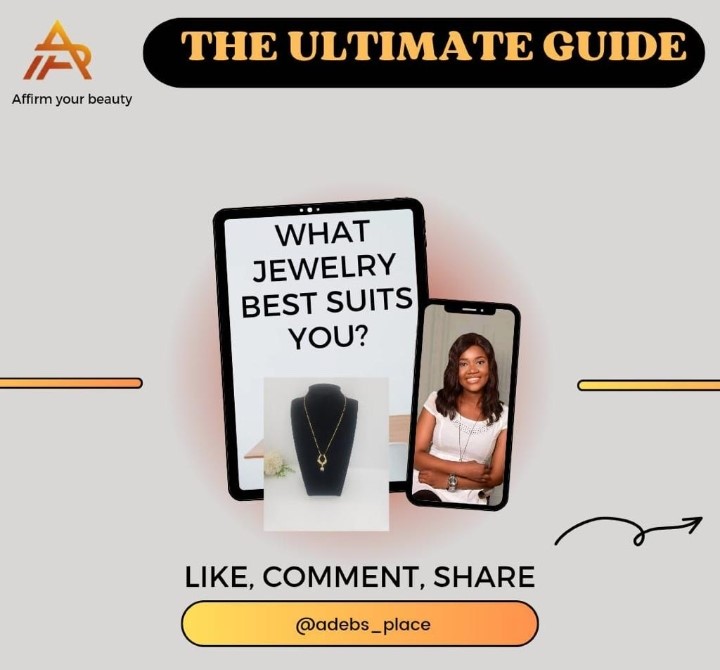 THE ULTIMATE GUIDE
Affirm your beauty
WHAT
JEWELRY
BEST SUITS
YOU?
LIKE, COMMENT, SHARE
@adebs_place